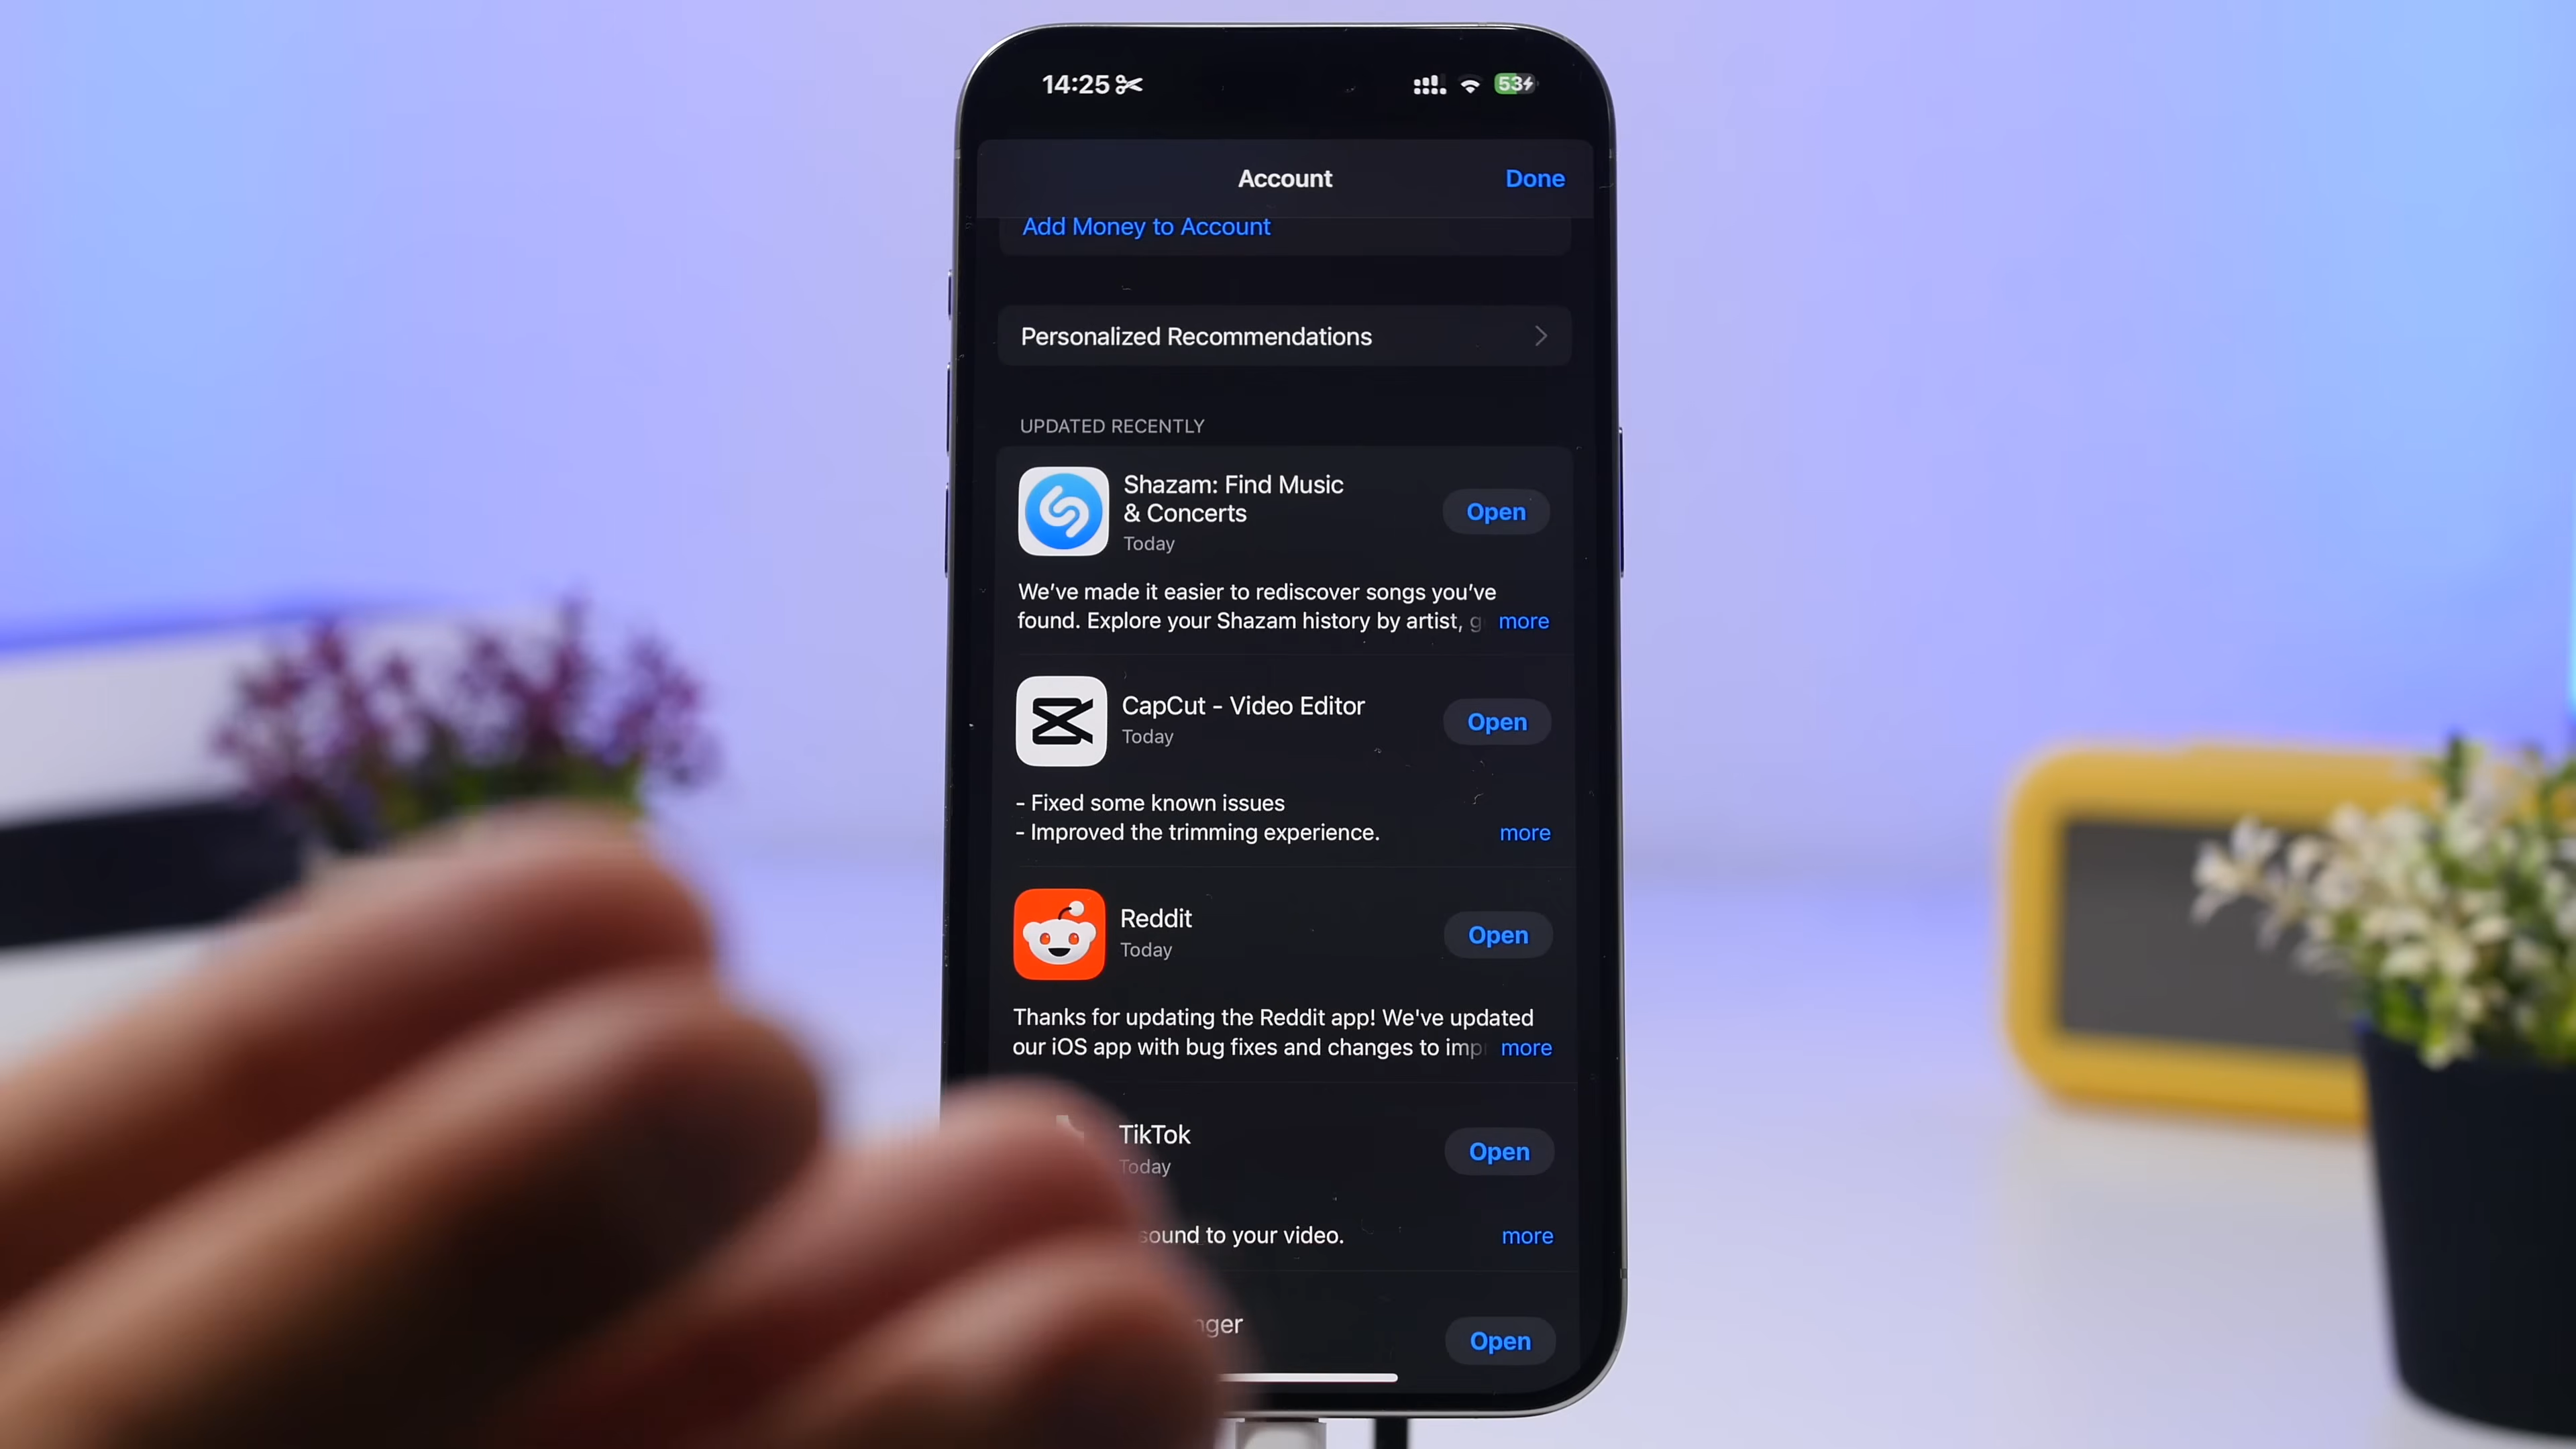 14:25
53
Account
Done
Add Money to Account
Personalized Recommendations
UPDATED RECENTLY
Shazam: Find Music
& Concerts
Today
Open
We've made it easier to rediscover songs you've
found. Explore your Shazam history by artist, g more
CapCut - Video Editor
Today
Open
- Fixed some known issues
- Improved the trimming experience. more
Reddit
Today
Open
Thanks for updating the Reddit app! We've updated
our iOS app with bug fixes and changes to imp more
TikTok
Today
Open
sound to your video. more
nger
Open